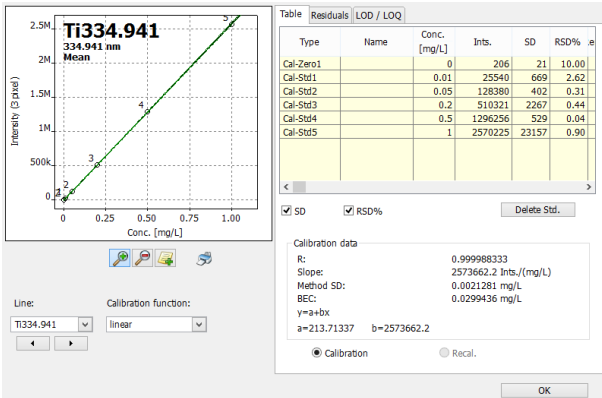 Ti334.941
334.941 nm
Mean
2.5M
2M
1.5M
1M
500k
0
Intensity (3 pixel)
2
3
4
5
0 0.25 0.50 0.75 1.00
Conc. [mg/L]
Line: Calibration function:
Ti334.941 linear
Table Residuals LOD / LOQ
Type Name Conc. [mg/L] Ints. SD RSD%
Cal-Zero1 0 206 21 10.00
Cal-Std1 0.01 25540 669 2.62
Cal-Std2 0.05 128380 402 0.31
Cal-Std3 0.2 510321 2267 0.44
Cal-Std4 0.5 1296256 529 0.04
Cal-Std5 1 2570225 23157 0.90
SD RSD% Delete Std.
Calibration data
R: 0.999988333
Slope: 2573662.2 Ints./(mg/L)
Method SD: 0.0021281 mg/L
BEC: 0.0299436 mg/L
y=a+bx
a=213.71337 b=2573662.2
Calibration Recal.
OK